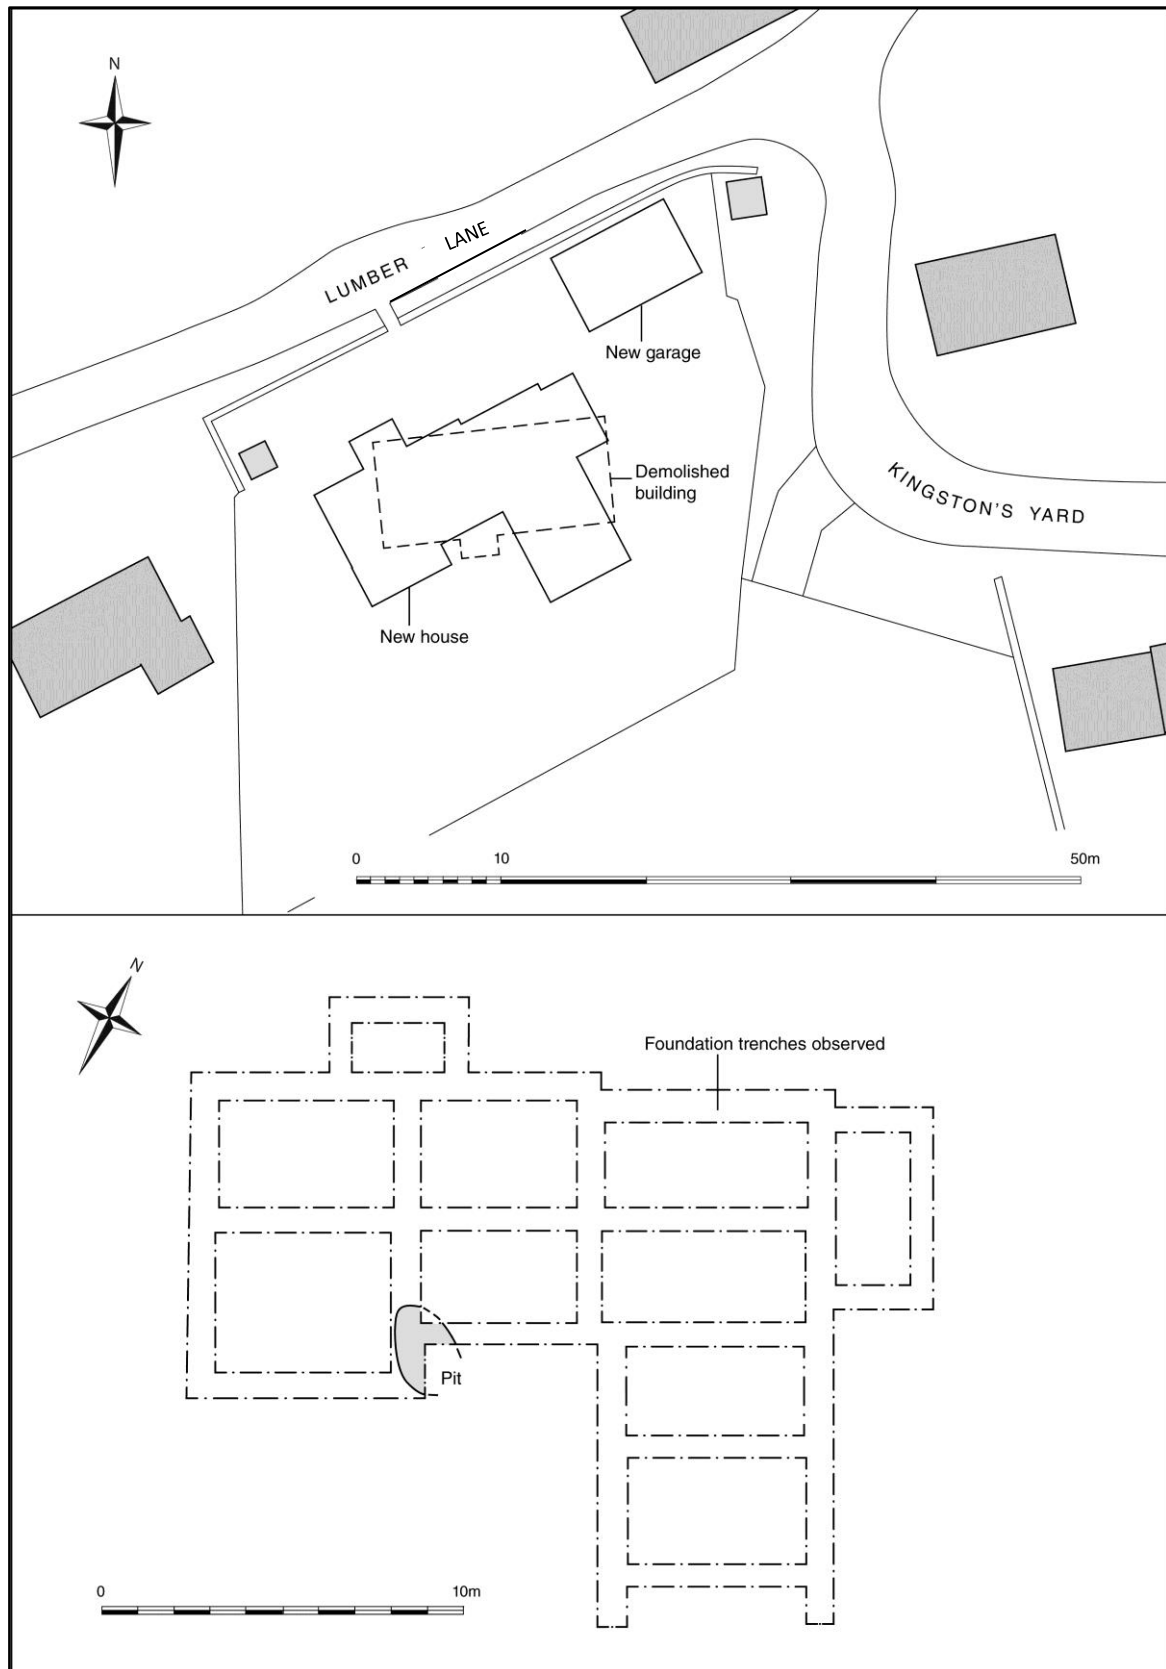 N
LUMBER LANE
New garage
Demolished
building
KINGSTON'S YARD
New house
0 10 50m
N
Foundation trenches observed
Pit
0 10m